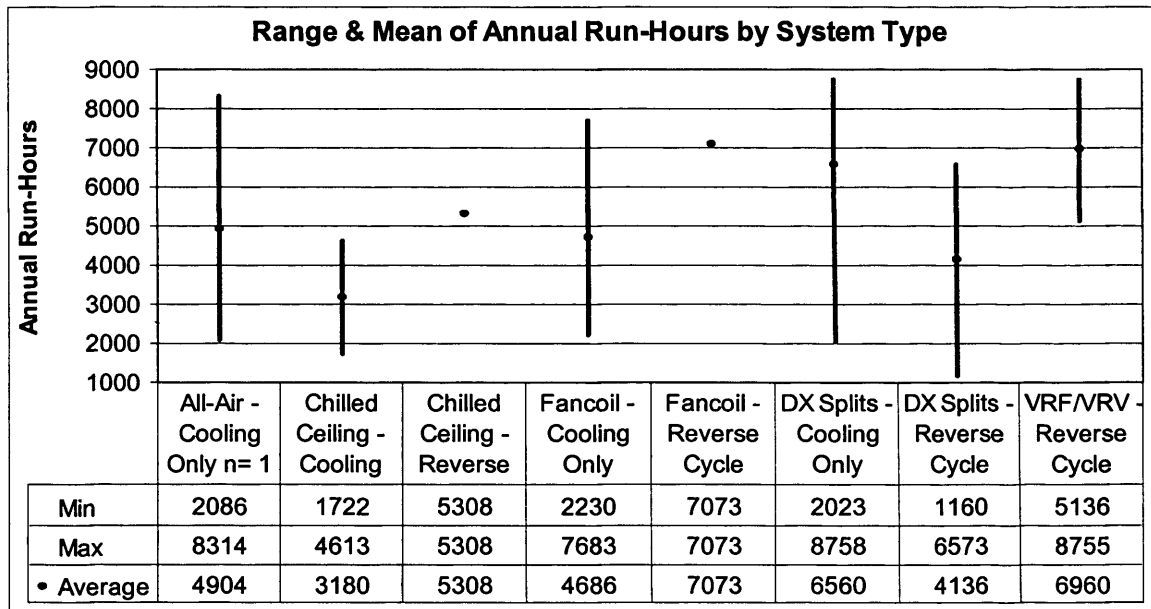 Range & Mean of Annual Run-Hours by System Type
Annual Run-Hours
9000
8000
7000
6000
5000
4000
3000
2000
1000
All-Air - Cooling Only n= 1
Chilled Ceiling - Cooling
Chilled Ceiling - Reverse
Fancoil - Cooling Only
Fancoil - Reverse Cycle
DX Splits - Cooling Only
DX Splits - Reverse Cycle
VRF/VRV - Reverse Cycle
Min 2086 1722 5308 2230 7073 2023 1160 5136
Max 8314 4613 5308 7683 7073 8758 6573 8755
• Average 4904 3180 5308 4686 7073 6560 4136 6960